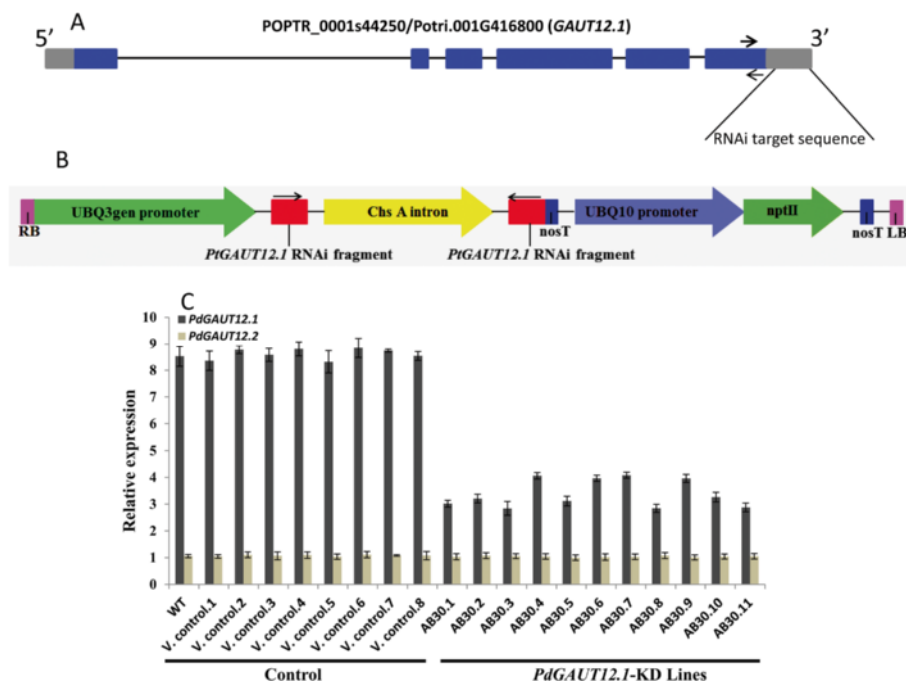 A
POPTR_0001s44250/Potri.001G416800 (GAUT12.1)
5’
3’
RNAi target sequence
B
UBQ3gen promoter
Chs A intron
UBQ10 promoter
nptII
RB
nosT
nosT
LB
PtGAUT12.1 RNAi fragment
PtGAUT12.1 RNAi fragment
C
PdGAUT12.1
PdGAUT12.2
Relative expression
10
9
8
7
6
5
4
3
2
1
0
WT
V. control.1
V. control.2
V. control.3
V. control.4
V. control.5
V. control.6
V. control.7
V. control.8
AB30.1
AB30.2
AB30.3
AB30.4
AB30.5
AB30.6
AB30.7
AB30.8
AB30.9
AB30.10
AB30.11
Control
PdGAUT12.1-KD Lines